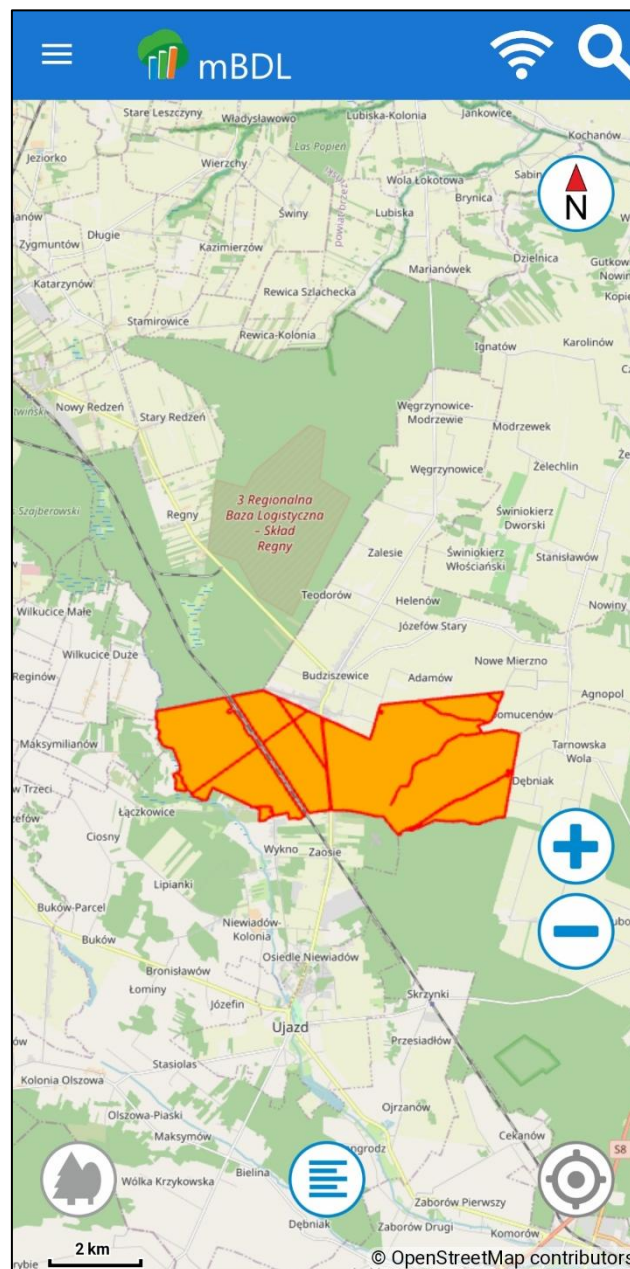 mBDL
Stare Leszczyny
Władysławowo
Lubiska-Kolonia
Jankowice
Kochanów
Las Popień
Jeziorko
Wierzchy
Wola Łokotowa
Brynica
Świny
Lubiska
N
Zygmuntów
Długie
Kazimierzów
Dzielnica
Marianówek
Katarzynów
Rewica Szlachecka
Stamirowice
Rewica-Kolonia
Ignatów
Karolinów
Nowy Redzeń
Stary Redzeń
Węgrzynowice-
Modrzewie
Modrzewek
Węgrzynowice
Żelechlin
3 Regionalna
Baza Logistyczna
– Skład
Regny
Szajberowski
Regny
Świniokierz
Dworski
Zalesie
Świniokierz
Włościański
Stanisławów
Teodorów
Helenów
Nowiny
Wilkucice Małe
Józefów Stary
Wilkucice Duże
Reginów
Budziszewice
Adamów
Nowe Mierzno
Agnopol
Maksymilianów
Tarnowska
Wola
Dębniak
Łączkowice
Ciosny
Wykno
Zaosie
Lipianki
Buków-Parcel
Buków
Niewiadów-
Kolonia
Osiedle Niewiadów
Bronisławów
Łominy
Józefin
Ujazd
Skrzynki
Przesiadłów
Stasiolas
Kolonia Olszowa
Olszowa-Piaski
Ojrzanów
Maksymów
Cekanów
S8
Wólka Krzykowska
Bielina
Zaborów Pierwszy
Dębniak
Zaborów Drugi
Komorów
2 km
© OpenStreetMap contributors